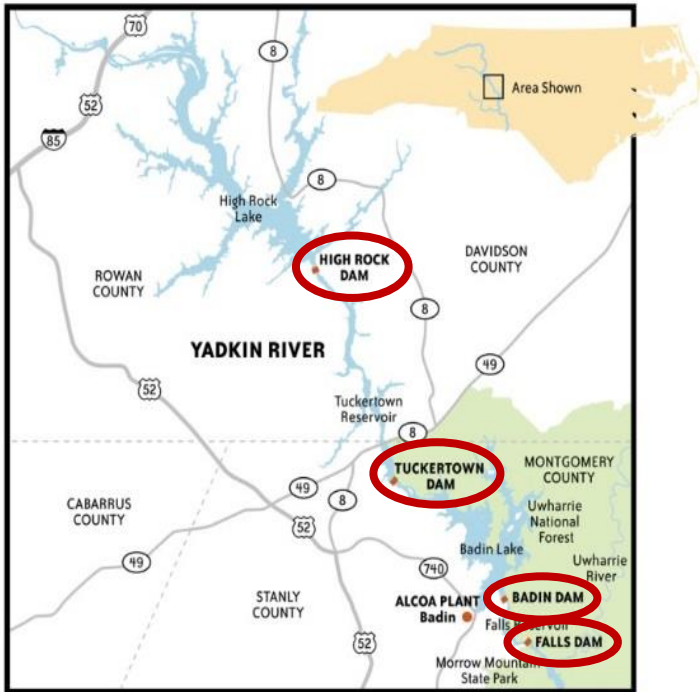 70
8
52
Area Shown
85
8
High Rock
Lake
HIGH ROCK
DAM
DAVIDSON
COUNTY
ROWAN
COUNTY
8
YADKIN RIVER
49
52
Tuckertown
Reservoir
8
TUCKERTOWN
DAM
MONTGOMERY
COUNTY
49
8
CABARRUS
COUNTY
Uwharrie
National
Forest
52
Badin Lake
49
740
Uwharrie
River
STANLY
COUNTY
ALCOA PLANT
Badin
BADIN DAM
Falls Reservoir
FALLS DAM
52
Morrow Mountain
State Park